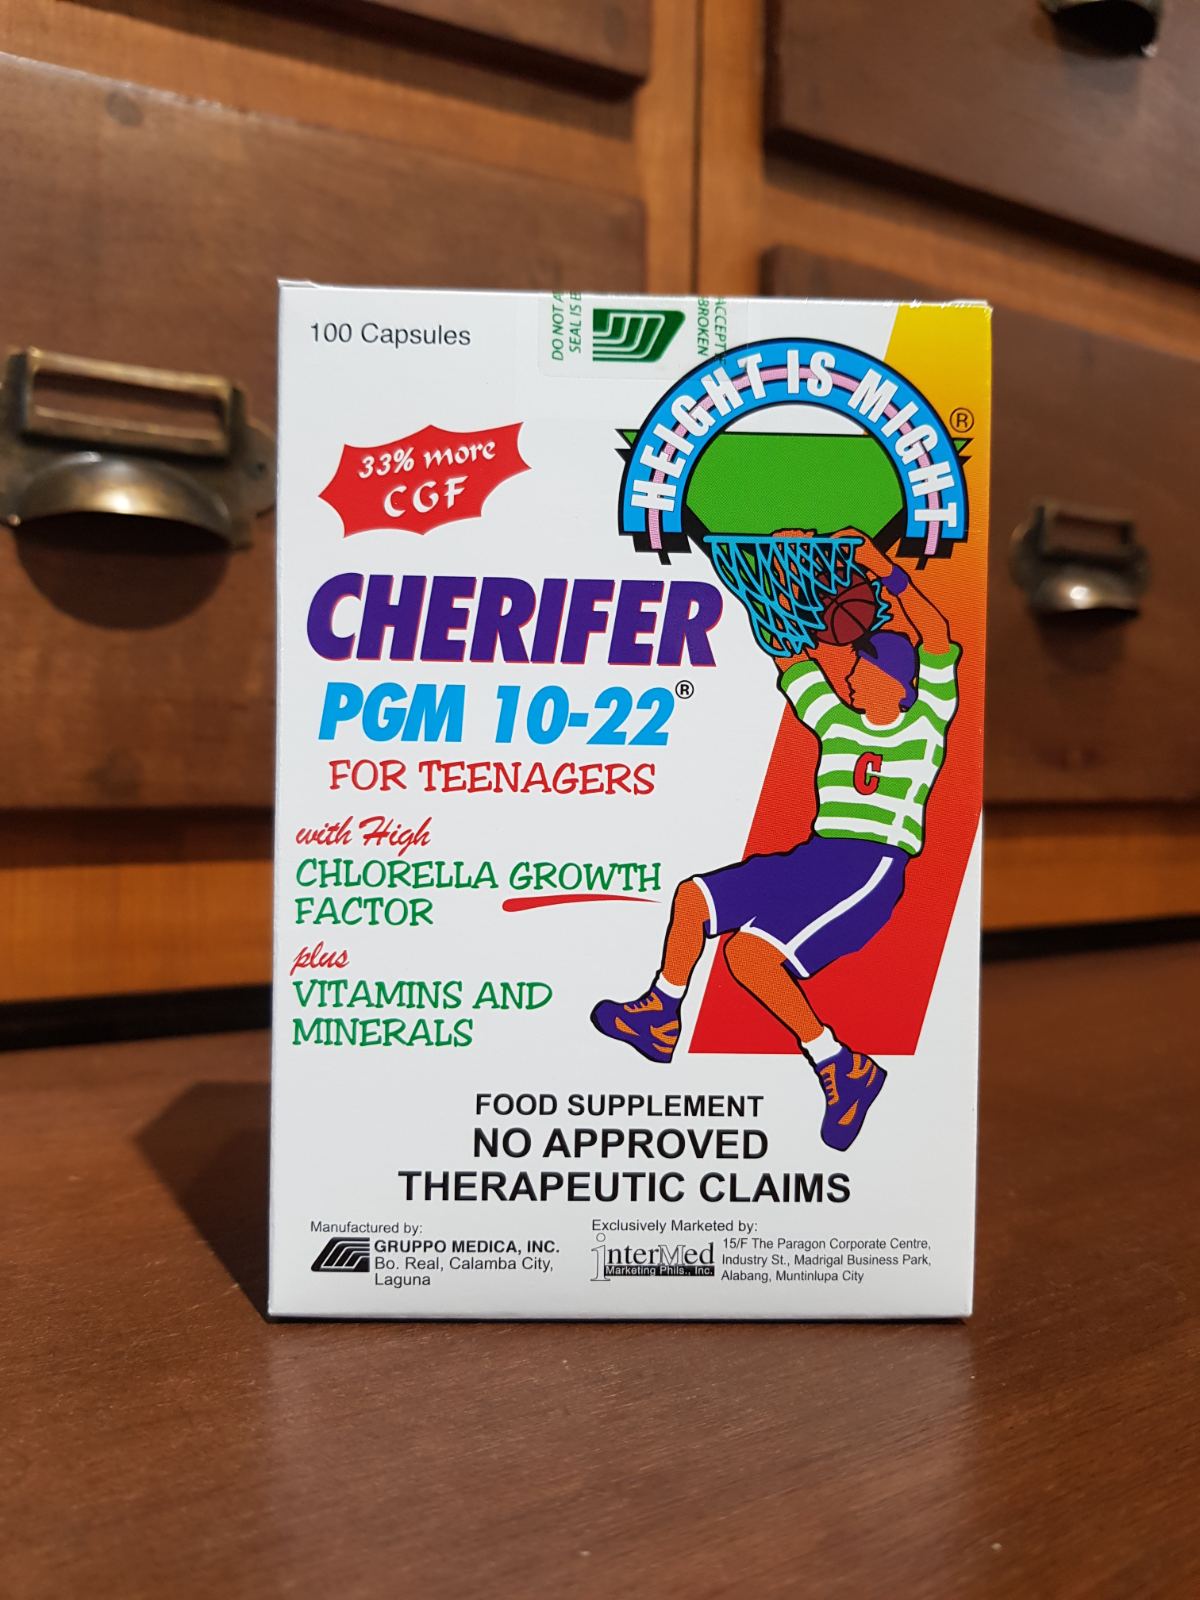 100 Capsules
DO NOT A
SEAL IS B
ACCEPT
BROKEN
HEIGHT IS MIGHT
®
33% more
CGF
CHERIFER
PGM 10-22®
FOR TEENAGERS
with High
CHLORELLA GROWTH
FACTOR
plus
VITAMINS AND
MINERALS
C
FOOD SUPPLEMENT
NO APPROVED
THERAPEUTIC CLAIMS
Manufactured by:
GRUPPO MEDICA, INC.
Bo. Real, Calamba City,
Laguna
Exclusively Marketed by:
interMed
Marketing Phils., Inc.
15/F The Paragon Corporate Centre,
Industry St., Madrigal Business Park,
Alabang, Muntinlupa City